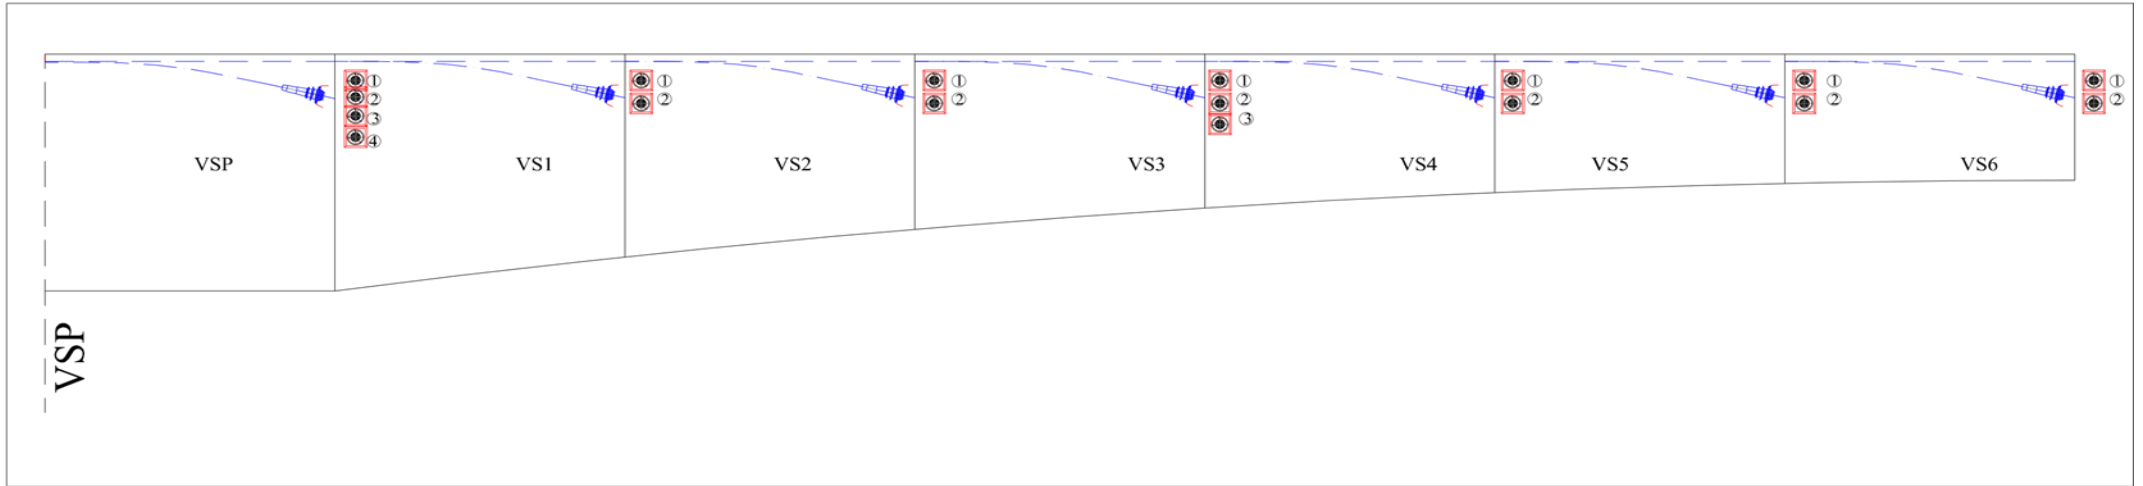 ① ① ① ① ① ① ①
② ② ② ② ② ② ②
③ ③
④
VSP VS1 VS2 VS3 VS4 VS5 VS6
VSP